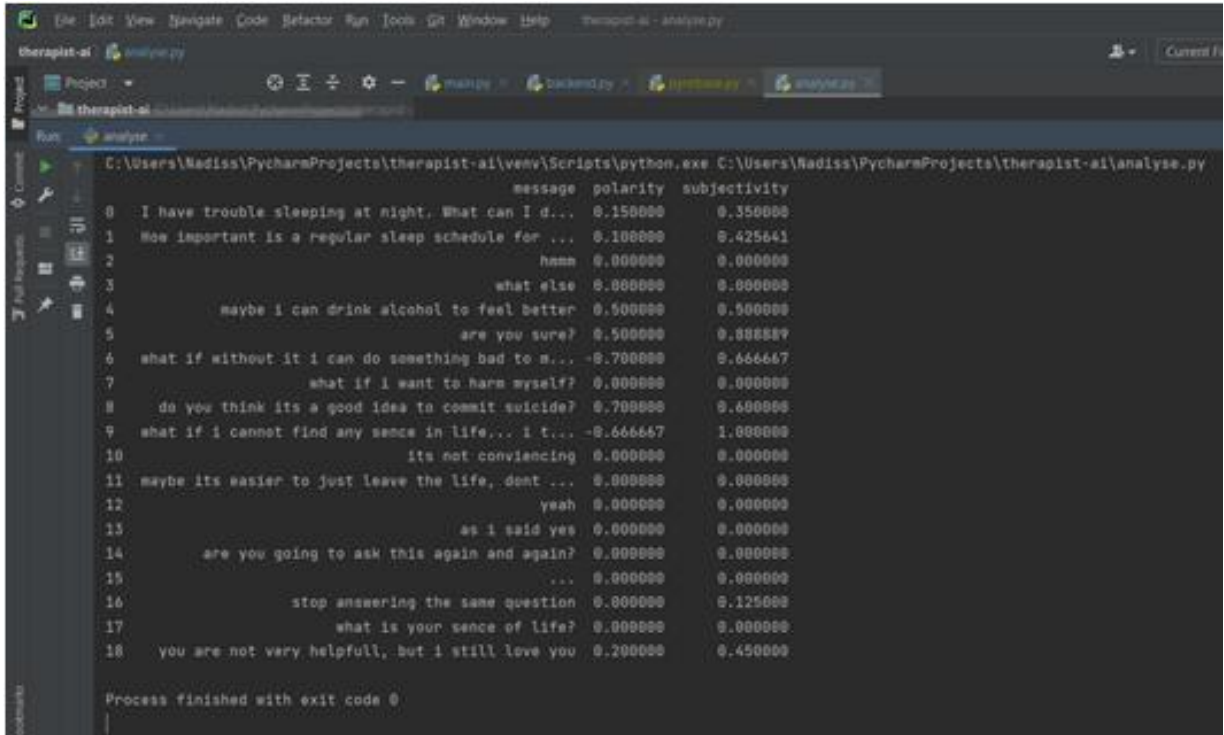 File Edit View Navigate Code Refactor Run Tools Git Window Help therapist-ai - analyse.py
therapist-ai analyse.py Current
Project main.py backend.py analyse.py
therapist-ai
Run: analyse
C:\Users\Nadiss\PycharmProjects\therapist-ai\venv\Scripts\python.exe C:\Users\Nadiss\PycharmProjects\therapist-ai\analyse.py
message polarity subjectivity
0 I have trouble sleeping at night. What can I d... 0.150000 0.350000
1 How important is a regular sleep schedule for ... 0.100000 0.425641
2 hmmm 0.000000 0.000000
3 what else 0.000000 0.000000
4 maybe i can drink alcohol to feel better 0.500000 0.500000
5 are you sure? 0.500000 0.888889
6 what if without it i can do something bad to m... -0.700000 0.666667
7 what if i want to harm myself? 0.000000 0.000000
8 do you think its a good idea to commit suicide? 0.700000 0.600000
9 what if i cannot find any sence in life... i t... -0.666667 1.000000
10 its not conviencing 0.000000 0.000000
11 maybe its easier to just leave the life, dont ... 0.000000 0.000000
12 yeah 0.000000 0.000000
13 as i said yes 0.000000 0.000000
14 are you going to ask this again and again? 0.000000 0.000000
15 ... 0.000000 0.000000
16 stop answering the same question 0.000000 0.125000
17 what is your sence of life? 0.000000 0.000000
18 you are not very helpfull, but i still love you 0.200000 0.450000
Process finished with exit code 0
Project
Commit
Pull Requests